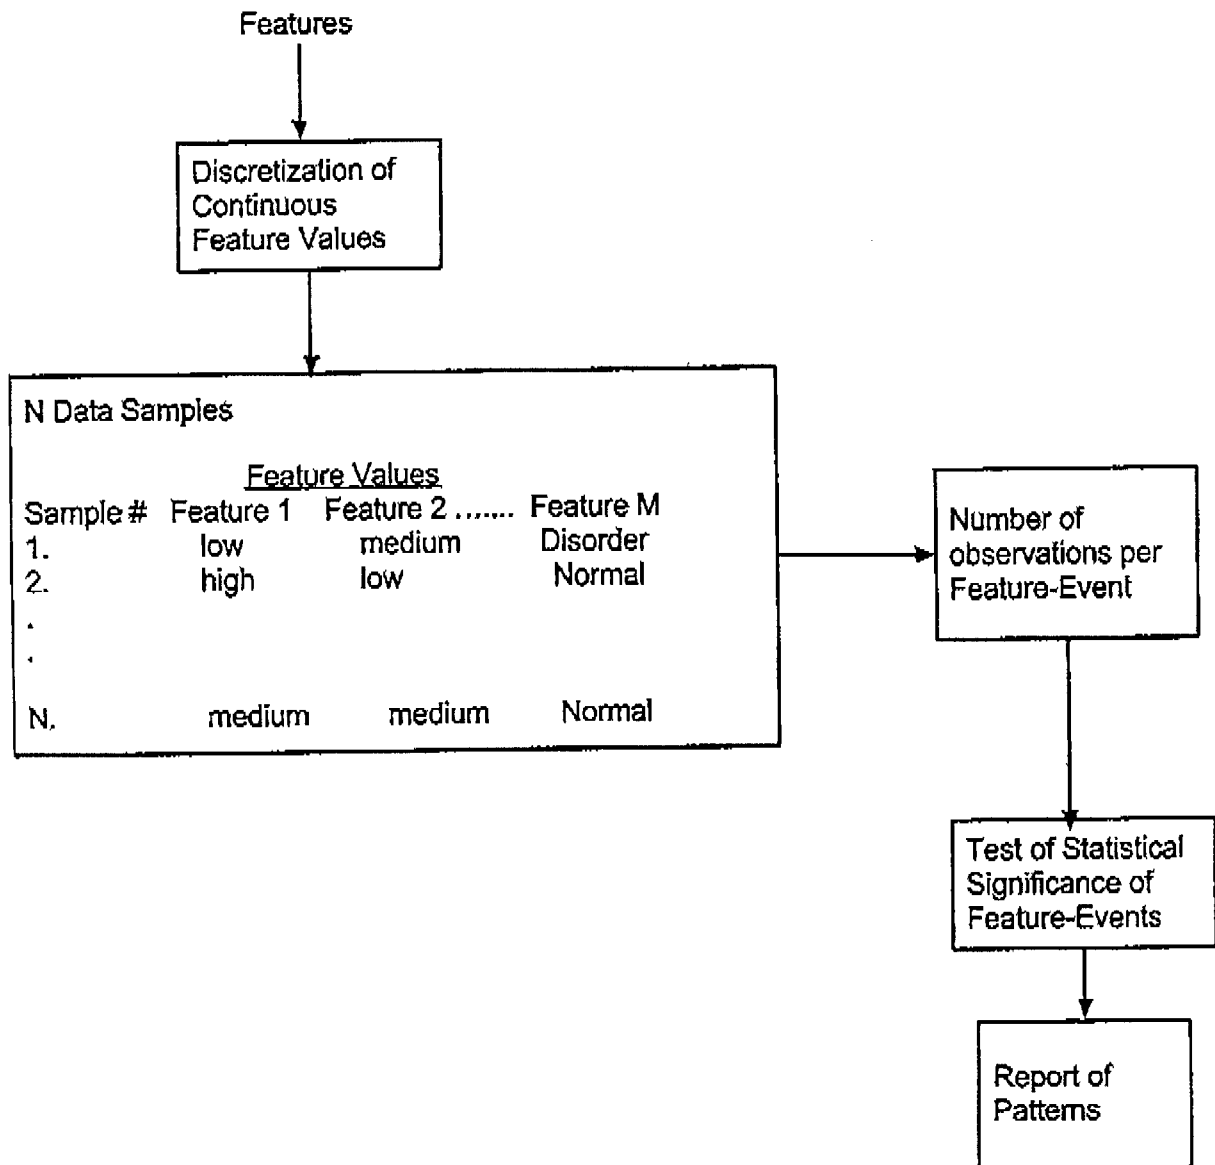 Features
Discretization of
Continuous
Feature Values
N Data Samples
Feature Values
Sample # Feature 1 Feature 2 ....... Feature M
1. low medium Disorder
2. high low Normal
.
.
N. medium medium Normal
Number of
observations per
Feature-Event
Test of Statistical
Significance of
Feature-Events
Report of
Patterns